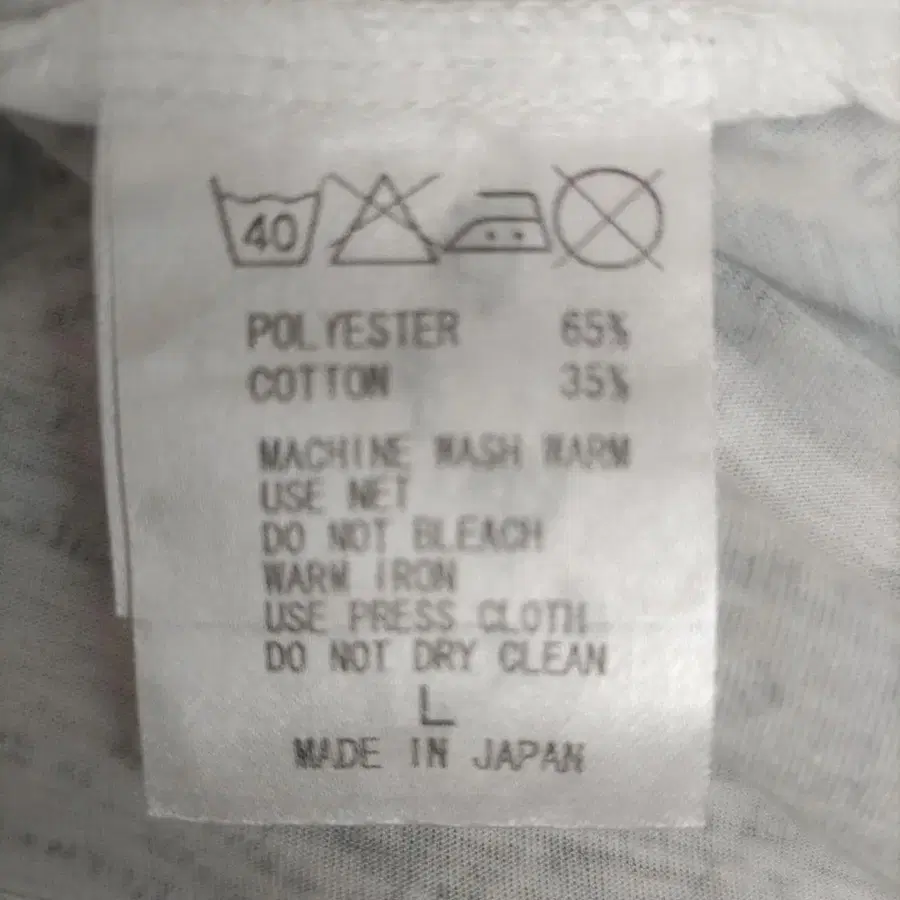 40
POLYESTER 65%
COTTON 35%
MACHINE WASH WARM
USE NET
DO NOT BLEACH
WARM IRON
USE PRESS CLOTH
DO NOT DRY CLEAN
L
MADE IN JAPAN